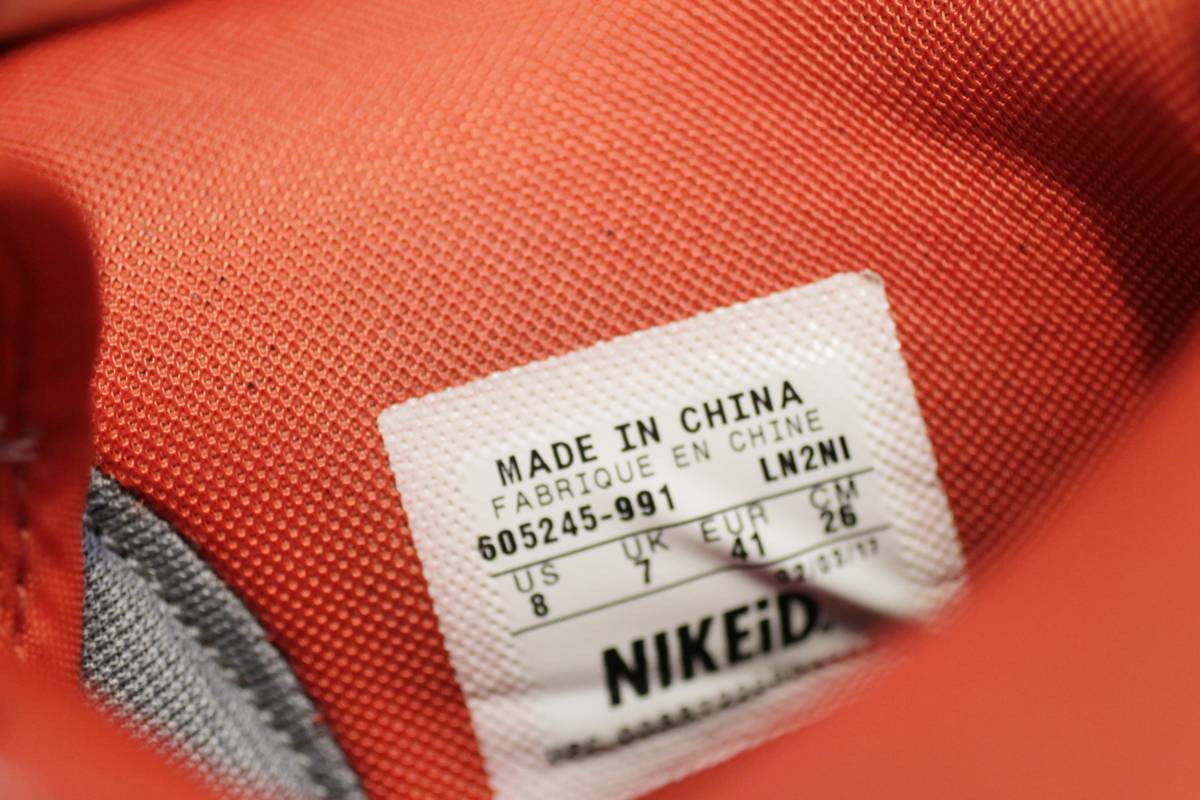 MADE IN CHINA
FABRIQUE EN CHINE
605245-991 LN2NI
US UK EUR CM
8 7 41 26
NIKEiD.